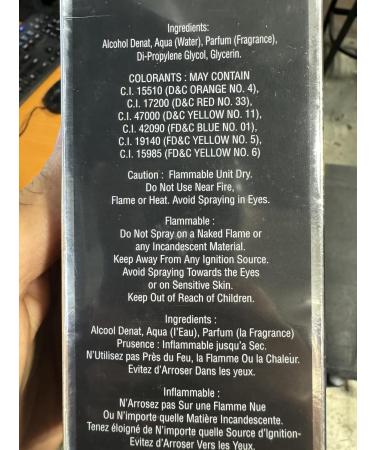 Ingredients:
Alcohol Denat, Aqua (Water), Parfum (Fragrance),
Di-Propylene Glycol, Glycerin.
COLORANTS : MAY CONTAIN
C.I. 15510 (D&C ORANGE NO. 4),
C.I. 17200 (D&C RED NO. 33),
C.I. 47000 (D&C YELLOW NO. 11),
C.I. 42090 (FD&C BLUE NO. 01),
C.I. 19140 (FD&C YELLOW NO. 5),
C.I. 15985 (FD&C YELLOW NO. 6)
Caution : Flammable Unit Dry.
Do Not Use Near Fire,
Flame or Heat. Avoid Spraying in Eyes.
Flammable :
Do Not Spray on a Naked Flame or
any Incandescent Material.
Keep Away From Any Ignition Source.
Avoid Spraying Towards the Eyes
or on Sensitive Skin.
Keep Out of Reach of Children.
Ingredients :
Alcool Denat, Aqua (l'Eau), Parfum (la Fragrance)
Prusence : Inflammable jusqu'a Sec.
N'Utilisez pas Près du Feu, la Flamme Ou la Chaleur.
Evitez d'Arroser Dans les yeux.
Inflammable :
N'Arrosez pas Sur une Flamme Nue
Ou N'importe quelle Matière Incandescente.
Tenez éloigné de N'importe quelle Source d'Ignition-
Evitez d'Arroser Vers les Yeux.